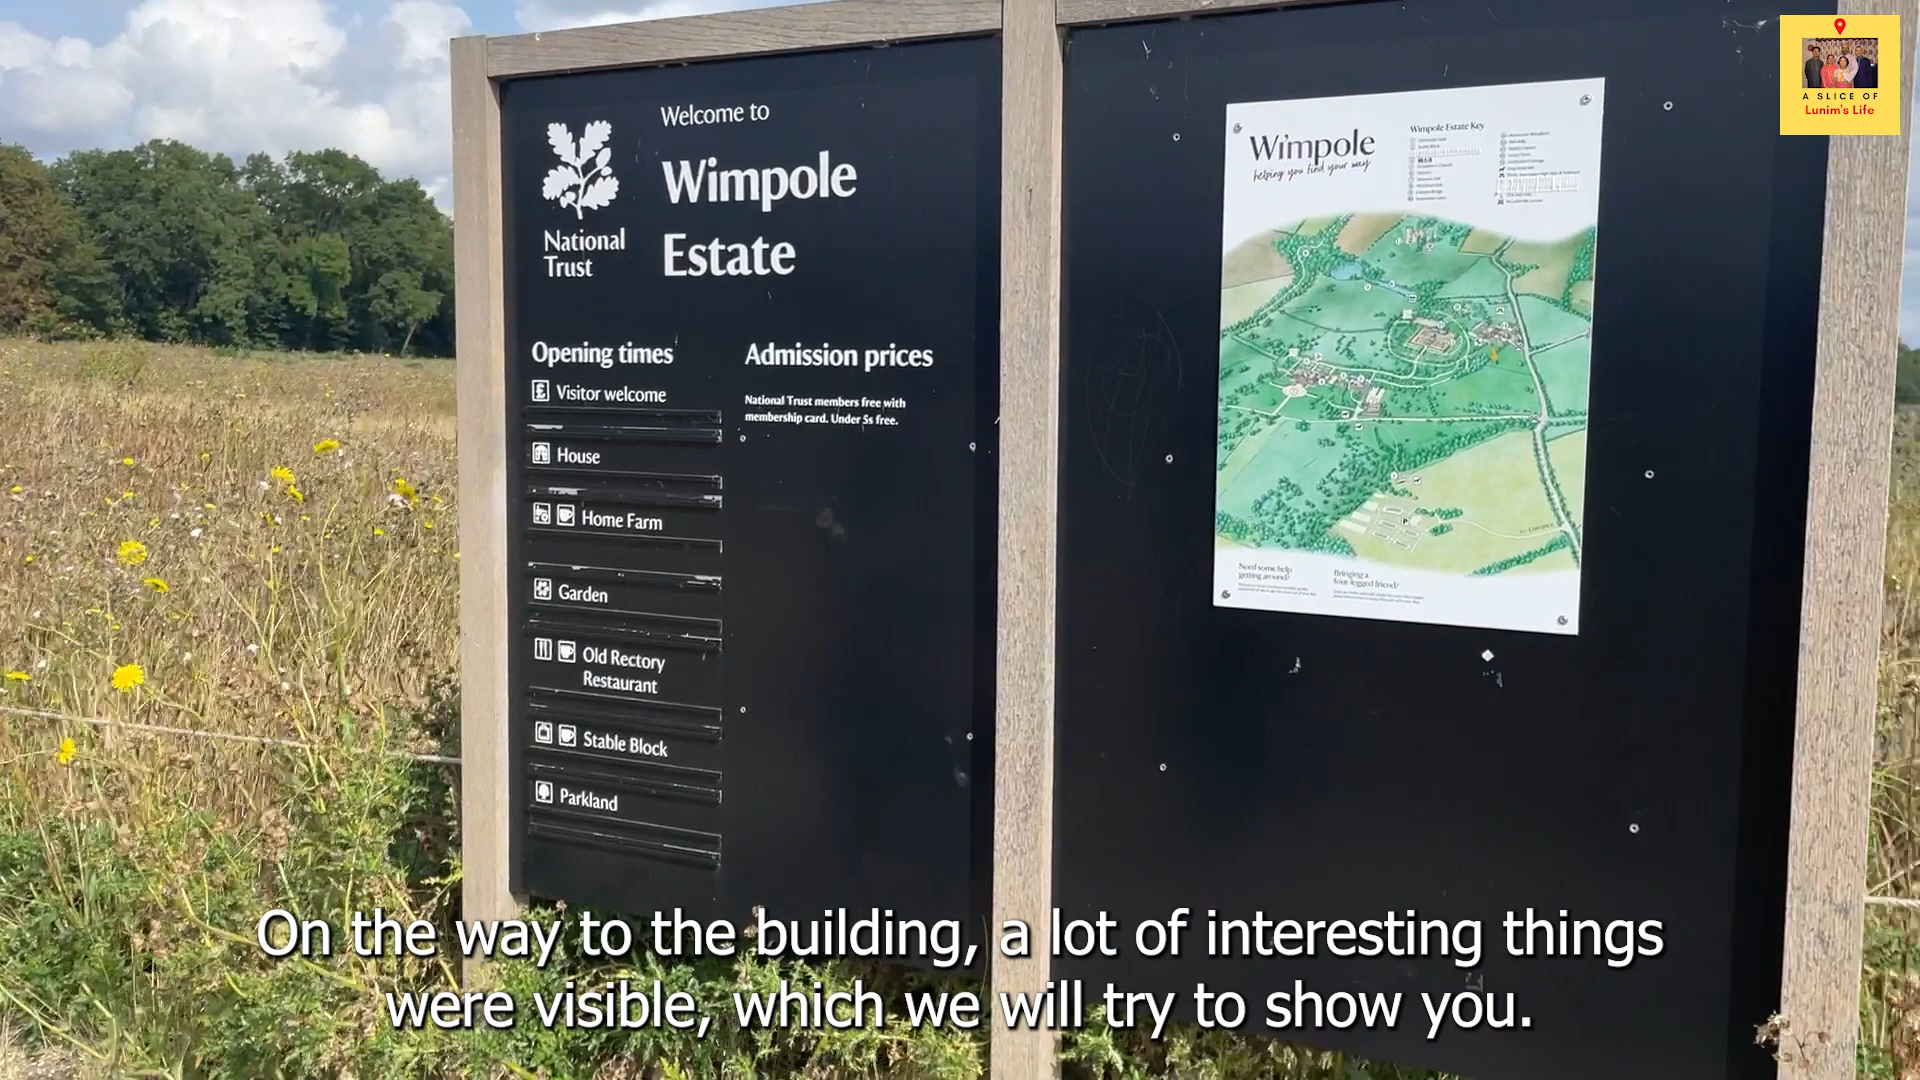 Welcome to
Wimpole
Estate
National
Trust
Opening times
Visitor welcome
House
Home Farm
Garden
Old Rectory
Restaurant
Stable Block
Parkland
Admission prices
National Trust members free with
membership card. Under 5s free.
Wimpole
helping you find your way
Wimpole Estate Key
P
Need some help
getting around?
Bringing a
four-legged friend?
A SLICE OF
Lunim's Life
On the way to the building, a lot of interesting things
were visible, which we will try to show you.